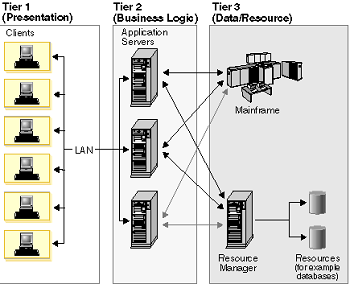 Tier 1
(Presentation)
Tier 2
(Business Logic)
Tier 3
(Data/Resource)
Clients
Application
Servers
LAN
Mainframe
Resource
Manager
Resources
(for example
databases)